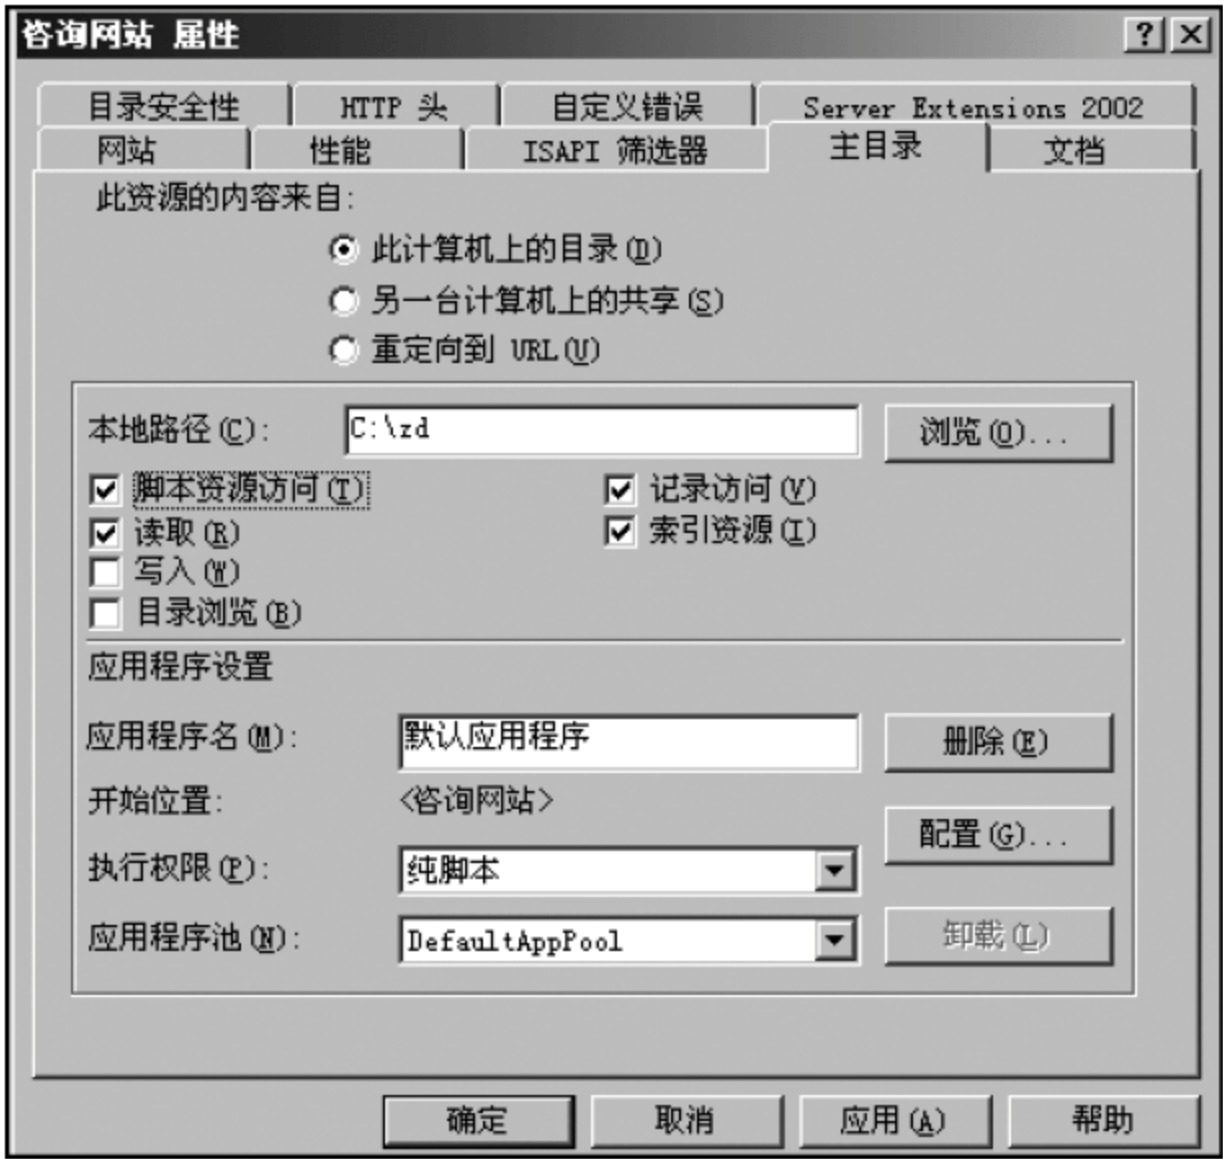 咨询网站 属性
目录安全性 HTTP 头 自定义错误 Server Extensions 2002
网站 性能 ISAPI 筛选器 主目录 文档
此资源的内容来自:
此计算机上的目录(D)
另一台计算机上的共享(S)
重定向到 URL(U)
本地路径(C): C:\zd 浏览(O)...
脚本资源访问(T) 记录访问(V)
读取(R) 索引资源(I)
写入(W)
目录浏览(B)
应用程序设置
应用程序名(M): 默认应用程序 删除(E)
开始位置: <咨询网站>
配置(G)...
执行权限(P): 纯脚本
应用程序池(N): DefaultAppPool 卸载(L)
确定 取消 应用(A) 帮助